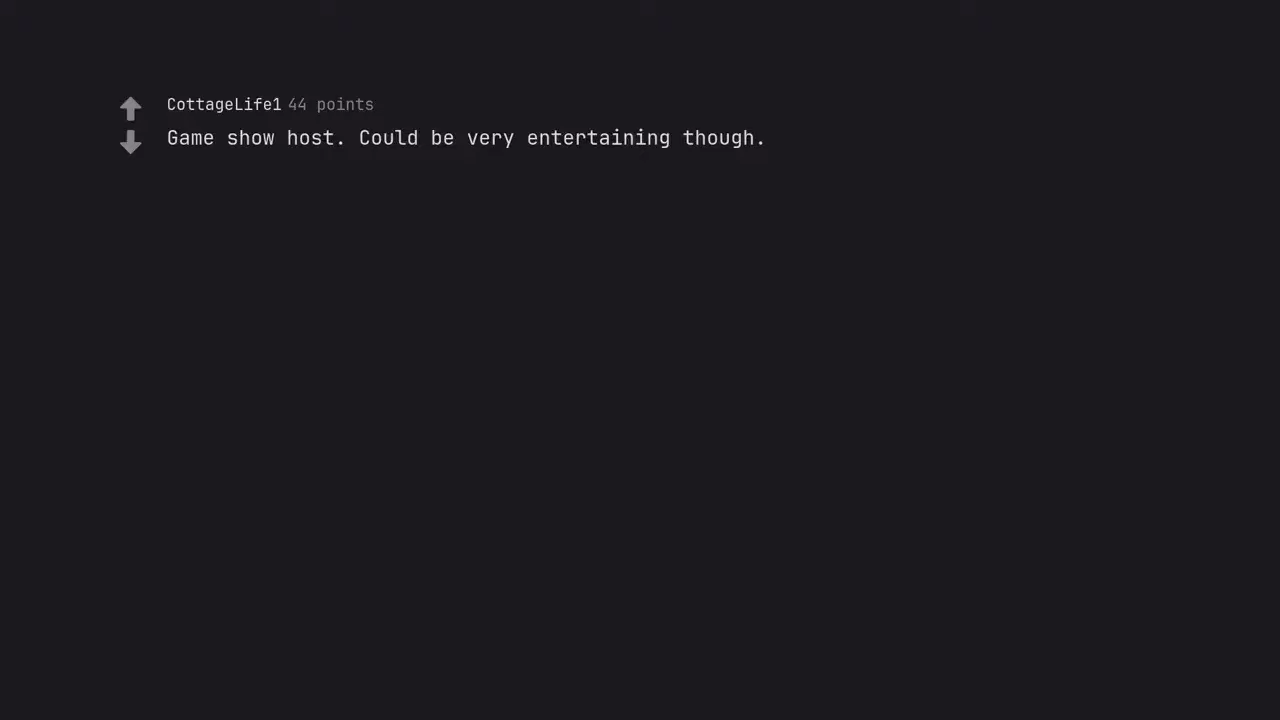 CottageLife1 44 points
Game show host. Could be very entertaining though.